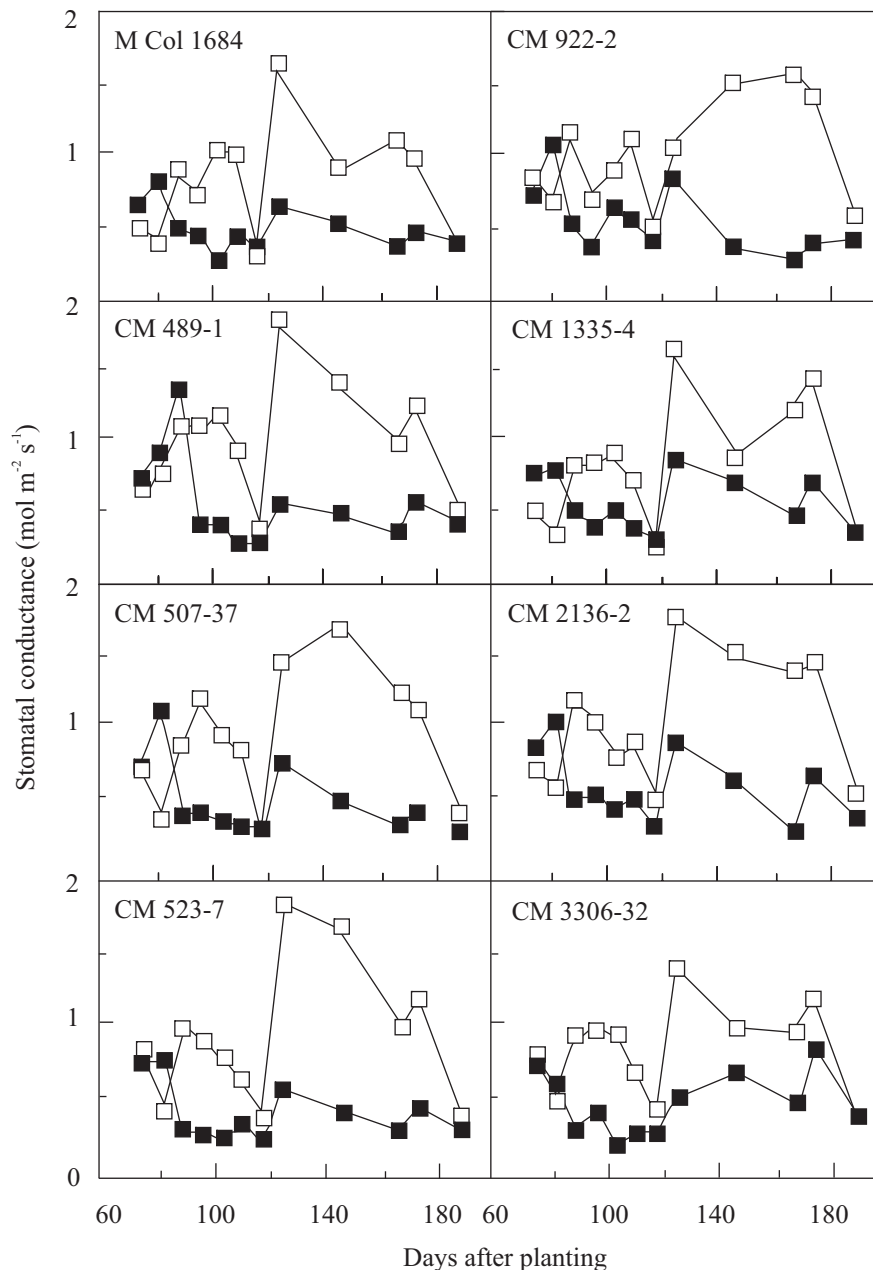 2
M Col 1684
CM 922-2
1
2
CM 489-1
CM 1335-4
1
Stomatal conductance (mol m⁻² s⁻¹)
2
CM 507-37
CM 2136-2
1
2
CM 523-7
CM 3306-32
1
0
60 100 140 180 60 100 140 180
Days after planting